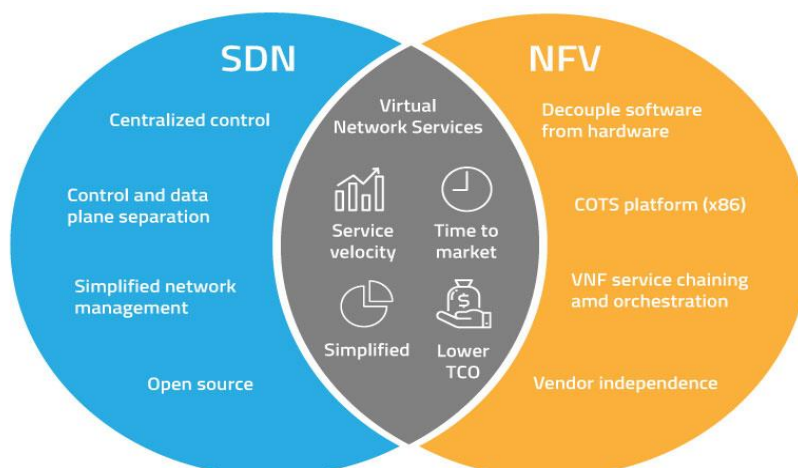 SDN
Centralized control
Control and data
plane separation
Simplified network
management
Open source
Virtual
Network Services
Service
velocity
Time to
market
Simplified
$
Lower
TCO
NFV
Decouple software
from hardware
COTS platform (x86)
VNF service chaining
amd orchestration
Vendor independence